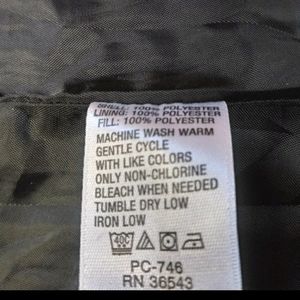 SHELL: 100% POLYESTER
LINING: 100% POLYESTER
FILL: 100% POLYESTER
MACHINE WASH WARM
GENTLE CYCLE
WITH LIKE COLORS
ONLY NON-CHLORINE
BLEACH WHEN NEEDED
TUMBLE DRY LOW
IRON LOW
40C
PC-746
RN 36543